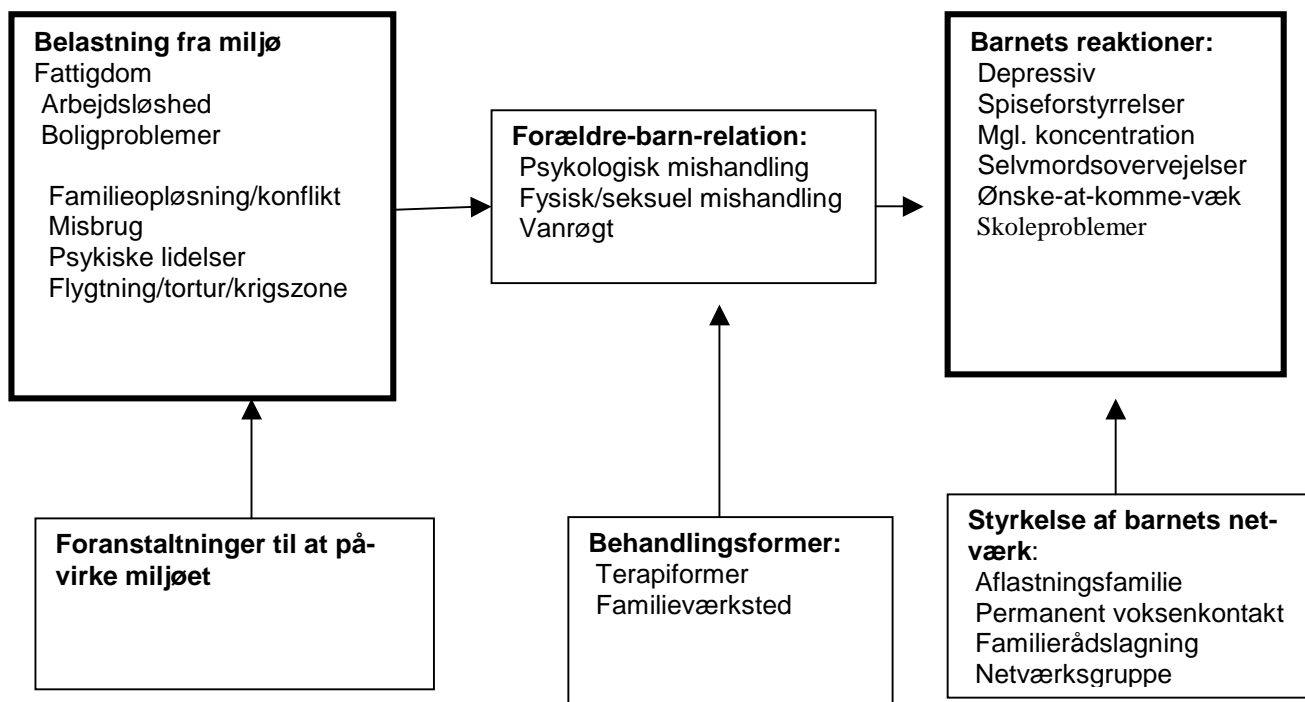 Belastning fra miljø
Fattigdom
Arbejdsløshed
Boligproblemer
Familieopløsning/konflikt
Misbrug
Psykiske lidelser
Flygtning/tortur/krigszone
Forældre-barn-relation:
Psykologisk mishandling
Fysisk/seksuel mishandling
Vanrøgt
Barnets reaktioner:
Depressiv
Spiseforstyrrelser
Mgl. koncentration
Selvmordsovervejelser
Ønske-at-komme-væk
Skoleproblemer
Foranstaltninger til at på-
virke miljøet
Behandlingsformer:
Terapiformer
Familieværksted
Styrkelse af barnets net-
værk:
Aflastningsfamilie
Permanent voksenkontakt
Familierådslagning
Netværksgruppe